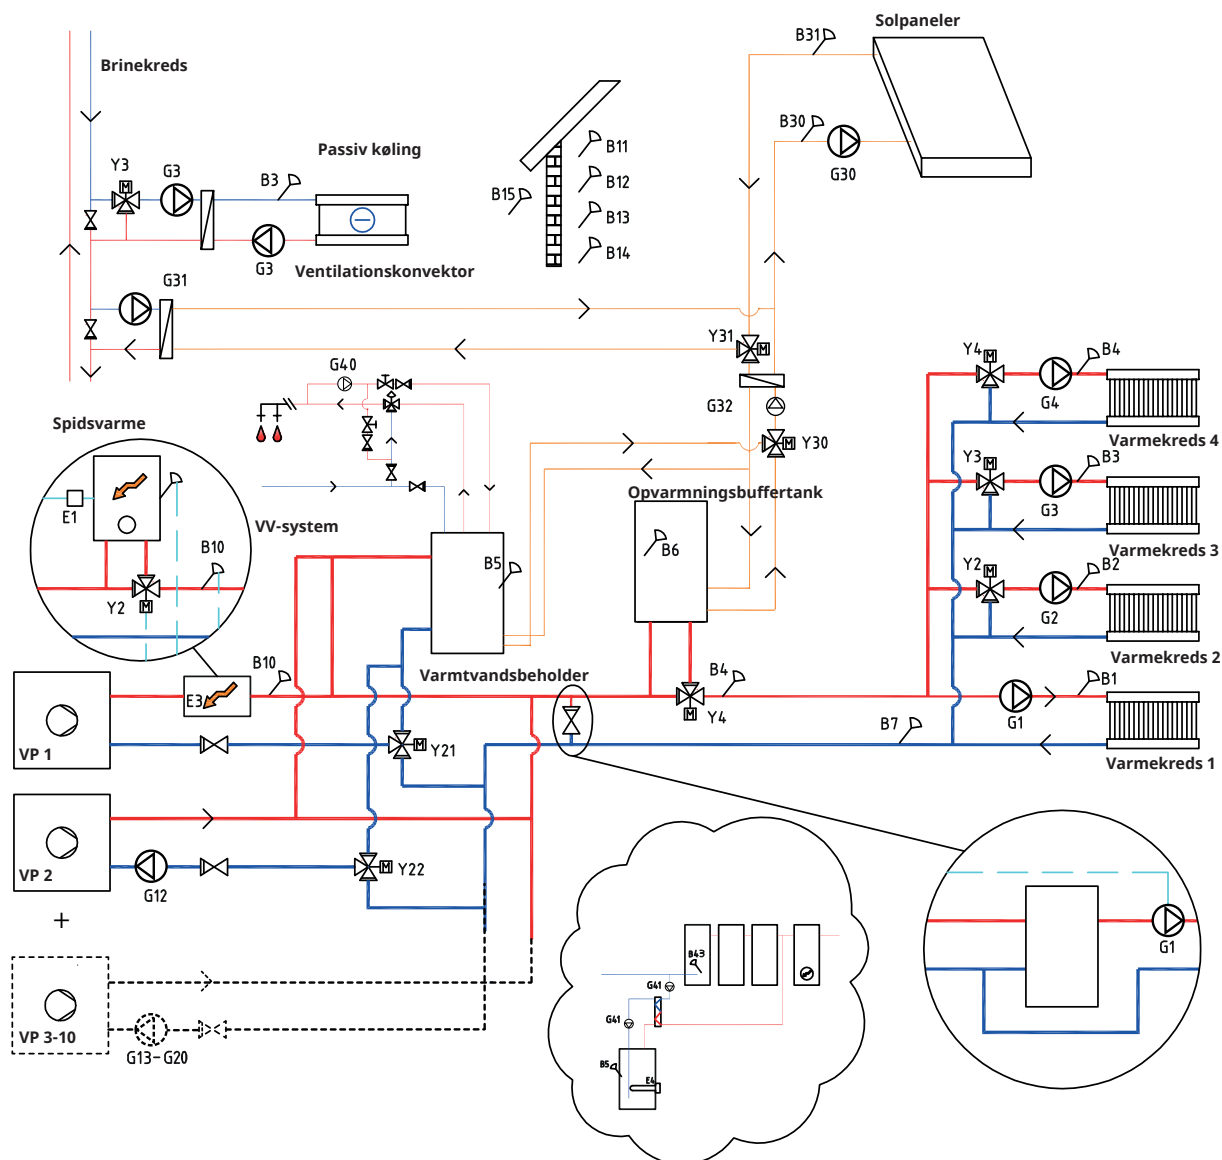 Solpaneler
B31
Brinekreds
B30
G30
Passiv køling
Y3
G3
B3
B11
B12
B13
B14
B15
G3
Ventilationskonvektor
G31
Y31
G32
Y30
G40
Y4
B4
G4
Varmekreds 4
Spidsvarme
E1
B10
Y2
M
VV-system
B5
Opvarmningsbuffertank
B6
Y3
B3
G3
Varmekreds 3
Y2
B2
G2
Varmekreds 2
E3
B10
Varmtvandsbeholder
B4
Y4
B1
G1
Varmekreds 1
B7
VP 1
Y21
VP 2
G12
Y22
+
VP 3-10
G13-G20
B43
G41
G41
B5
E4
G1
M
M
M
M
M
M
M
M
M